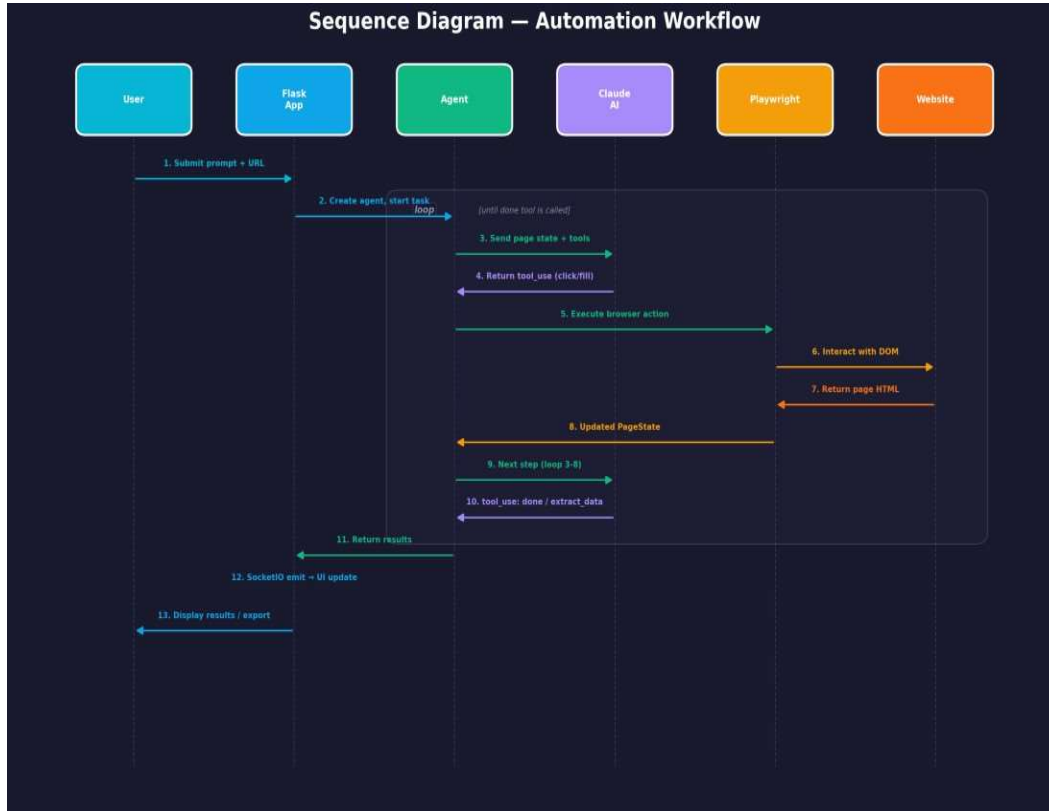 Sequence Diagram — Automation Workflow
User
Flask
App
Agent
Claude
AI
Playwright
Website
1. Submit prompt + URL
2. Create agent, start task
loop
[until done tool is called]
3. Send page state + tools
4. Return tool_use (click/fill)
5. Execute browser action
6. Interact with DOM
7. Return page HTML
8. Updated PageState
9. Next step (loop 3-8)
10. tool_use: done / extract_data
11. Return results
12. SocketIO emit → UI update
13. Display results / export